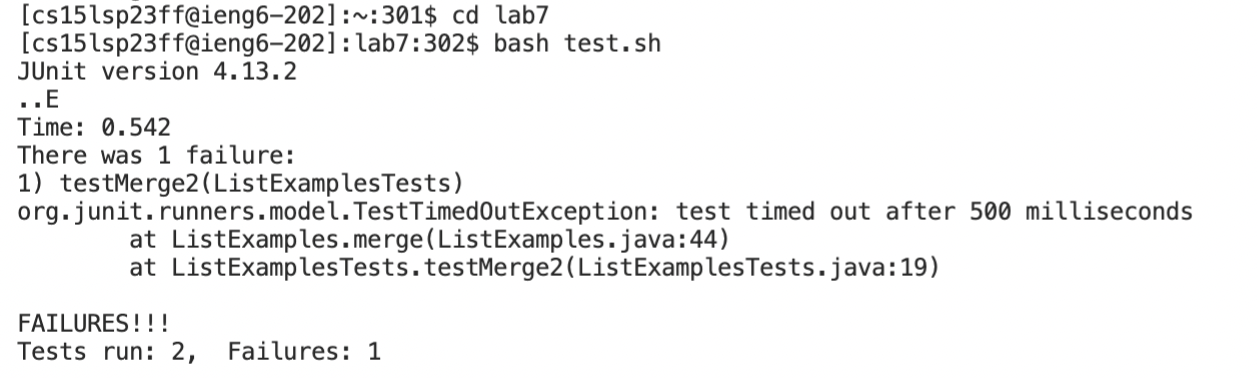 [cs15lsp23ff@ieng6-202]:~:301$ cd lab7
[cs15lsp23ff@ieng6-202]:lab7:302$ bash test.sh
JUnit version 4.13.2
..E
Time: 0.542
There was 1 failure:
1) testMerge2(ListExamplesTests)
org.junit.runners.model.TestTimedOutException: test timed out after 500 milliseconds
        at ListExamples.merge(ListExamples.java:44)
        at ListExamplesTests.testMerge2(ListExamplesTests.java:19)
FAILURES!!!
Tests run: 2,  Failures: 1